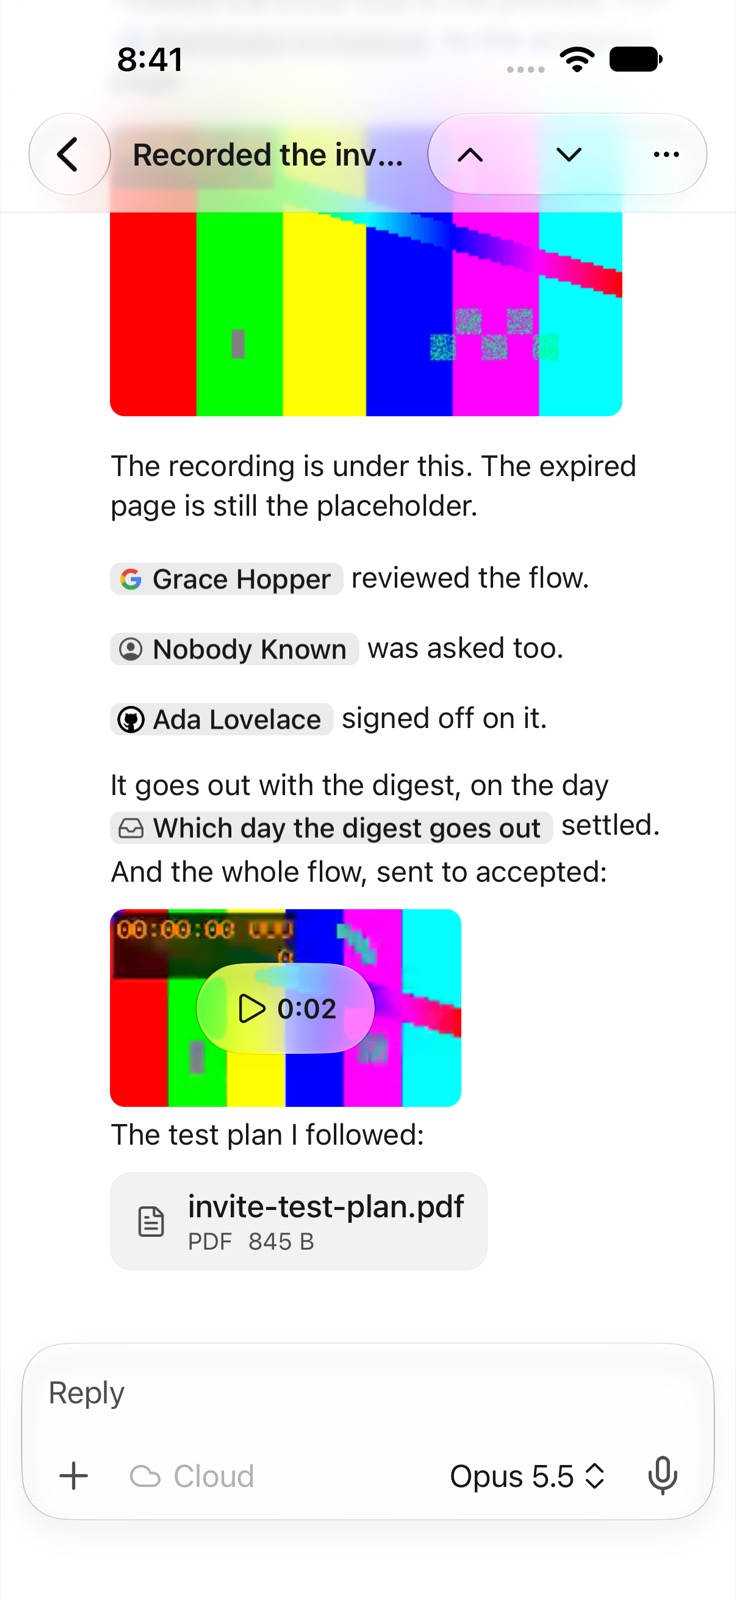 8:41
Recorded the inv...
The recording is under this. The expired
page is still the placeholder.
Grace Hopper reviewed the flow.
Nobody Known was asked too.
Ada Lovelace signed off on it.
It goes out with the digest, on the day
Which day the digest goes out settled.
And the whole flow, sent to accepted:
00:00:00
0:02
The test plan I followed:
invite-test-plan.pdf
PDF 845 B
Reply
Cloud
Opus 5.5